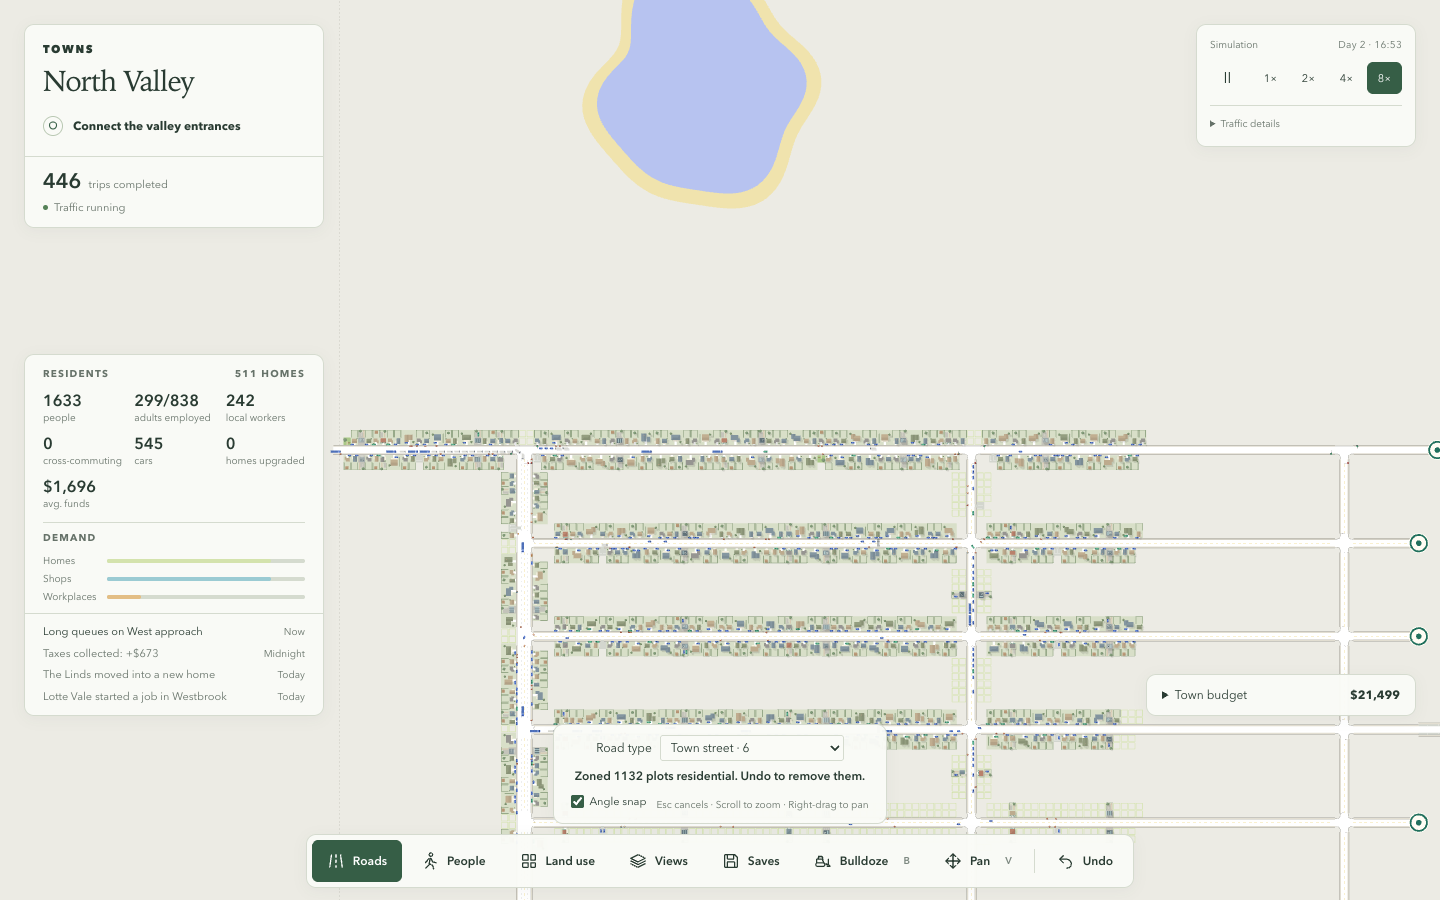 TOWNS
North Valley
Connect the valley entrances
446 trips completed
Traffic running
RESIDENTS 511 HOMES
1633 299/838 242
people adults employed local workers
0 545 0
cross-commuting cars homes upgraded
$1,696
avg. funds
DEMAND
Homes
Shops
Workplaces
Long queues on West approach Now
Taxes collected: +$673 Midnight
The Linds moved into a new home Today
Lotte Vale started a job in Westbrook Today
Simulation Day 2 · 16:53
1× 2× 4× 8×
Traffic details
Town budget $21,499
Road type Town street · 6
Zoned 1132 plots residential. Undo to remove them.
Angle snap Esc cancels · Scroll to zoom · Right-drag to pan
Roads People Land use Views Saves Bulldoze B Pan V Undo